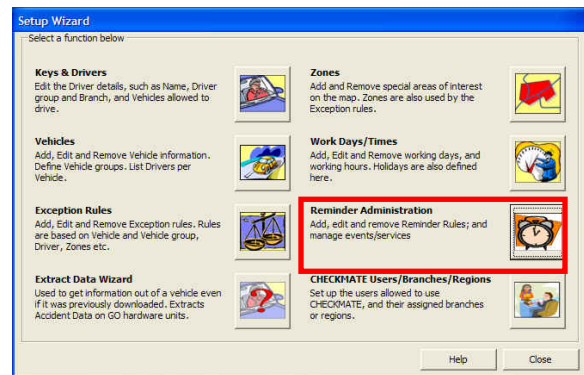 Setup Wizard
Select a function below
Keys & Drivers
Edit the Driver details, such as Name, Driver
group and Branch, and Vehicles allowed to
drive.
Vehicles
Add, Edit and Remove Vehicle information.
Define Vehicle groups. List Drivers per
Vehicle.
Exception Rules
Add, Edit and Remove Exception rules. Rules
are based on Vehicle and Vehicle group,
Driver, Zones etc.
Extract Data Wizard
Used to get information out of a vehicle even
if it was previously downloaded. Extracts
Accident Data on GO hardware units.
Zones
Add and Remove special areas of interest
on the map. Zones are also used by the
Exception rules.
Work Days/Times
Add, Edit and Remove working days, and
working hours. Holidays are also defined
here.
Reminder Administration
Add, edit and remove Reminder Rules; and
manage events/services
CHECKMATE Users/Branches/Regions
Set up the users allowed to use
CHECKMATE, and their assigned branches
or regions.
Help
Close